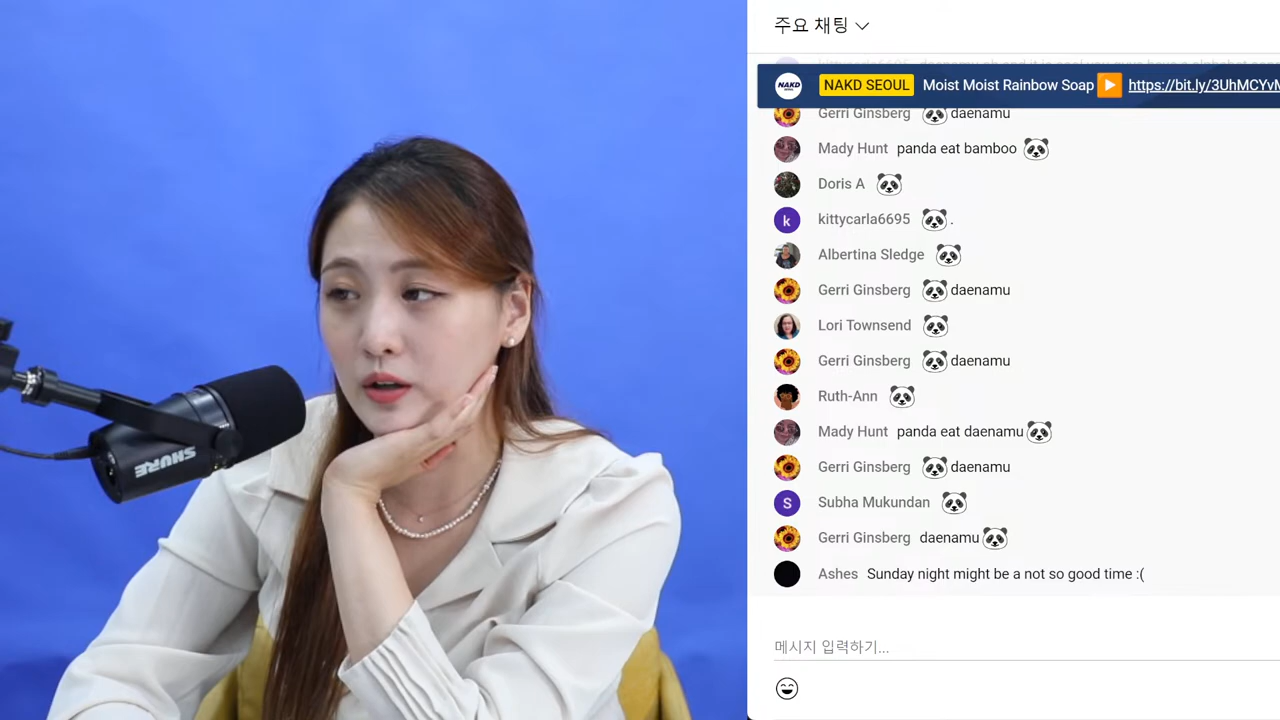 주요 채팅
NAKD SEOUL Moist Moist Rainbow Soap https://bit.ly/3UhMCYvM
Gerri Ginsberg daenamu
Mady Hunt panda eat bamboo
Doris A
k kittycarla6695 .
Albertina Sledge
Gerri Ginsberg daenamu
Lori Townsend
Gerri Ginsberg daenamu
Ruth-Ann
Mady Hunt panda eat daenamu
Gerri Ginsberg daenamu
S Subha Mukundan
Gerri Ginsberg daenamu
Ashes Sunday night might be a not so good time :(
메시지 입력하기...
SHURE